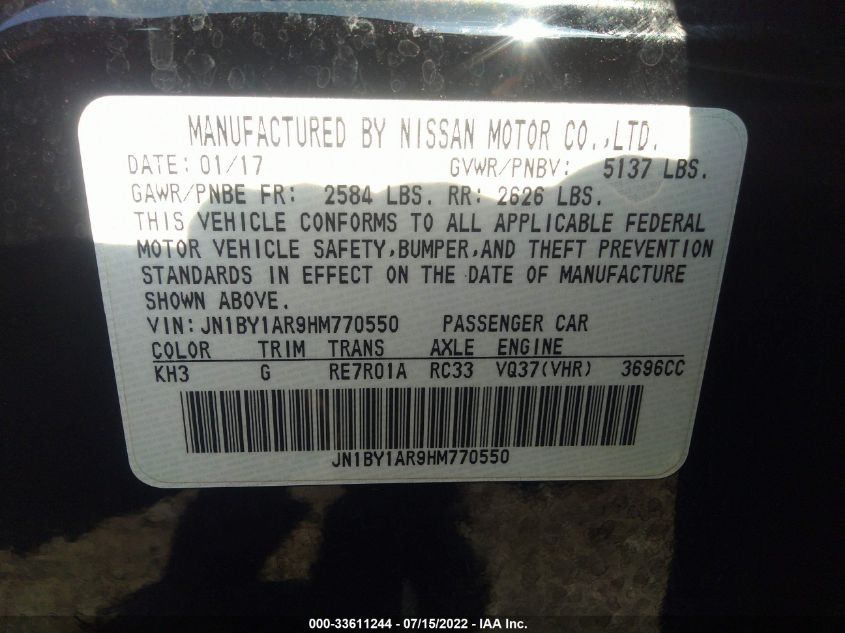 MANUFACTURED BY NISSAN MOTOR CO.,LTD.
DATE: 01/17 GVWR/PNBV: 5137 LBS.
GAWR/PNBE FR: 2584 LBS. RR: 2626 LBS.
THIS VEHICLE CONFORMS TO ALL APPLICABLE FEDERAL
MOTOR VEHICLE SAFETY,BUMPER,AND THEFT PREVENTION
STANDARDS IN EFFECT ON THE DATE OF MANUFACTURE
SHOWN ABOVE.
VIN:JN1BY1AR9HM770550 PASSENGER CAR
COLOR TRIM TRANS AXLE ENGINE
KH3 G RE7R01A RC33 VQ37(VHR) 3696CC
JN1BY1AR9HM770550
000-33611244 - 07/15/2022 - IAA Inc.